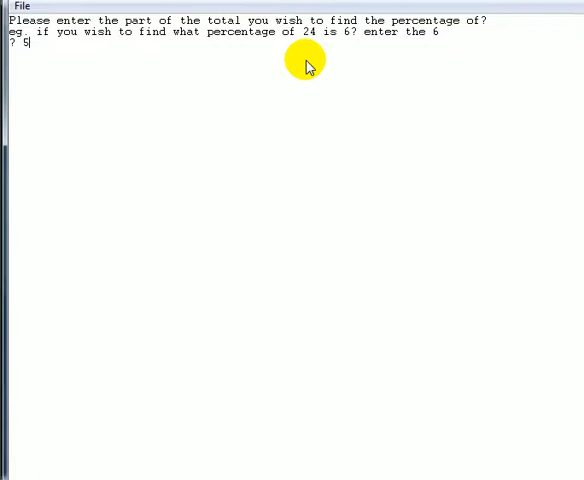 File
Please enter the part of the total you wish to find the percentage of?
eg. if you wish to find what percentage of 24 is 6? enter the 6
? 5